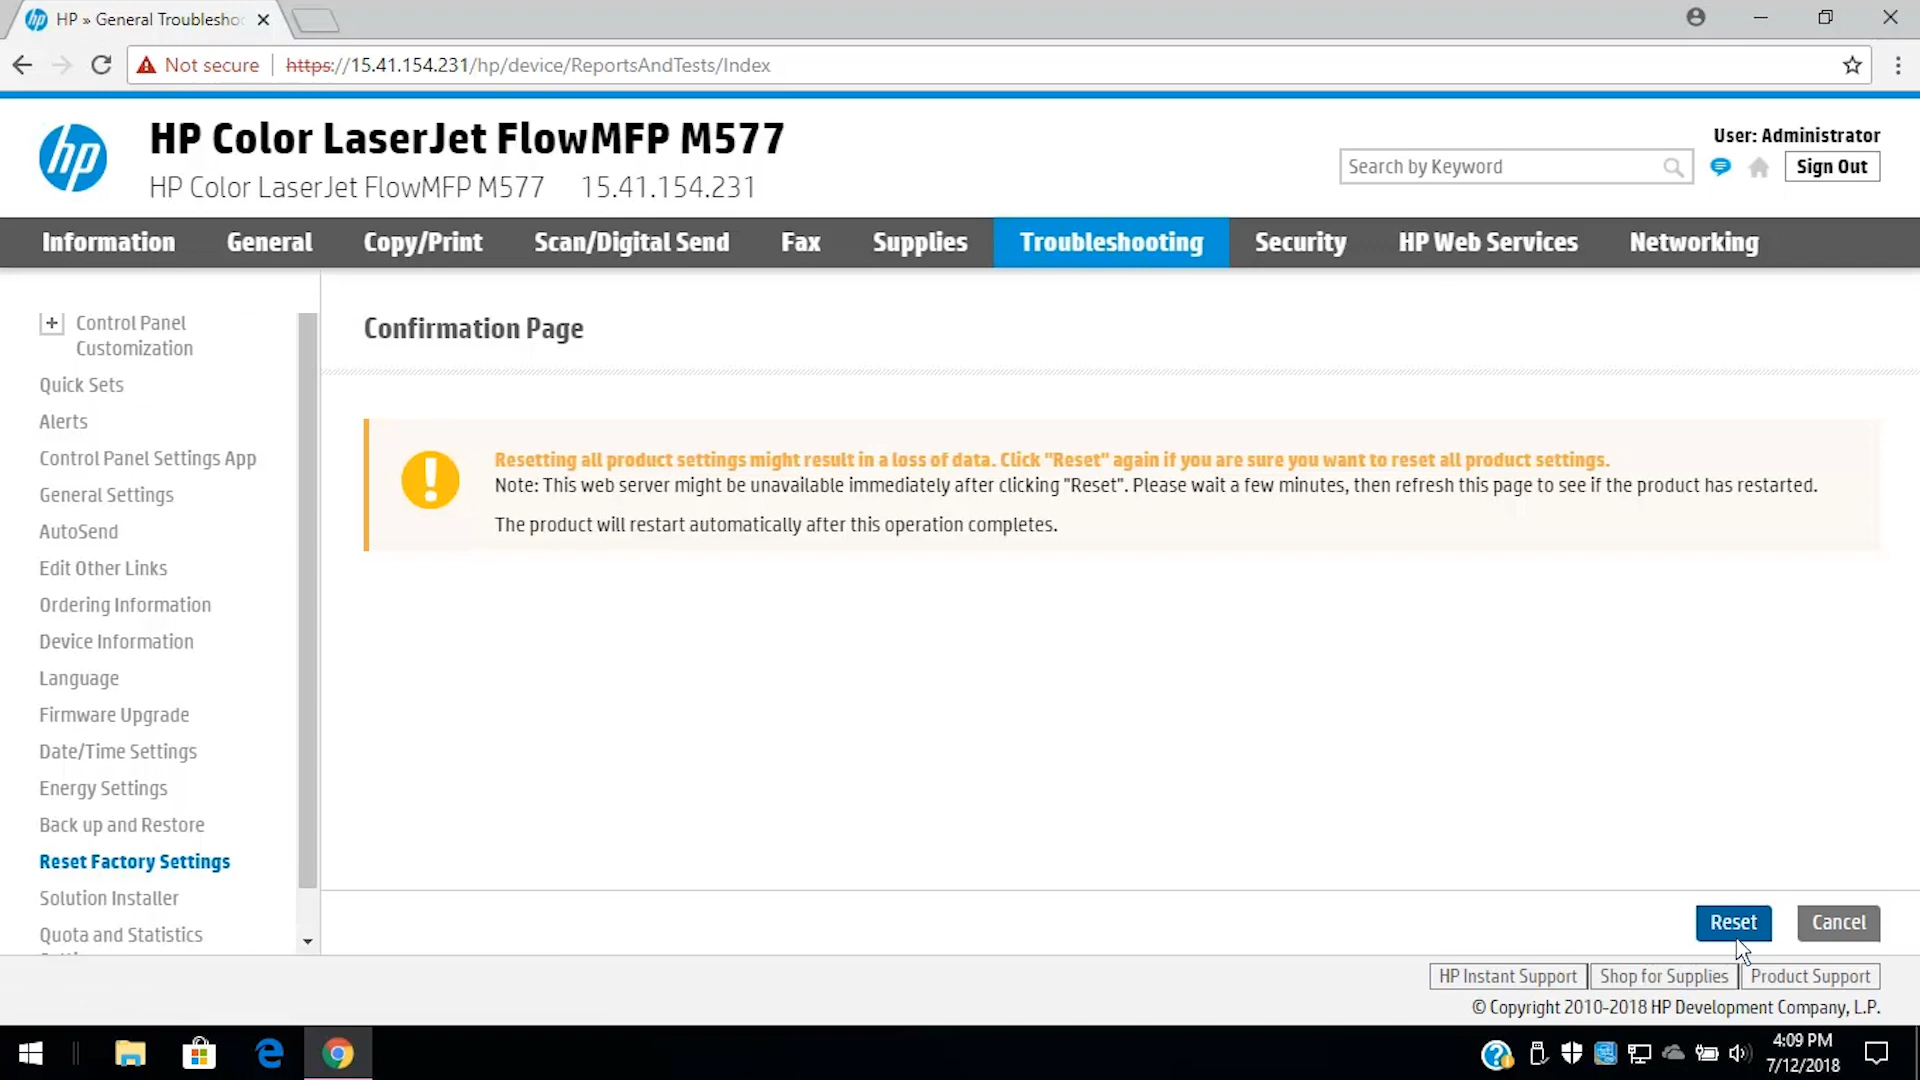 HP » General Troublesho
Not secure
https://15.41.154.231/hp/device/ReportsAndTests/Index
hp
HP Color LaserJet FlowMFP M577
HP Color LaserJet FlowMFP M577 15.41.154.231
User: Administrator
Search by Keyword
Sign Out
Information General Copy/Print Scan/Digital Send Fax Supplies Troubleshooting Security HP Web Services Networking
Control Panel
Customization
Quick Sets
Alerts
Control Panel Settings App
General Settings
AutoSend
Edit Other Links
Ordering Information
Device Information
Language
Firmware Upgrade
Date/Time Settings
Energy Settings
Back up and Restore
Reset Factory Settings
Solution Installer
Quota and Statistics
Confirmation Page
Resetting all product settings might result in a loss of data. Click "Reset" again if you are sure you want to reset all product settings.
Note: This web server might be unavailable immediately after clicking "Reset". Please wait a few minutes, then refresh this page to see if the product has restarted.
The product will restart automatically after this operation completes.
Reset Cancel
HP Instant Support Shop for Supplies Product Support
© Copyright 2010-2018 HP Development Company, L.P.
4:09 PM
7/12/2018